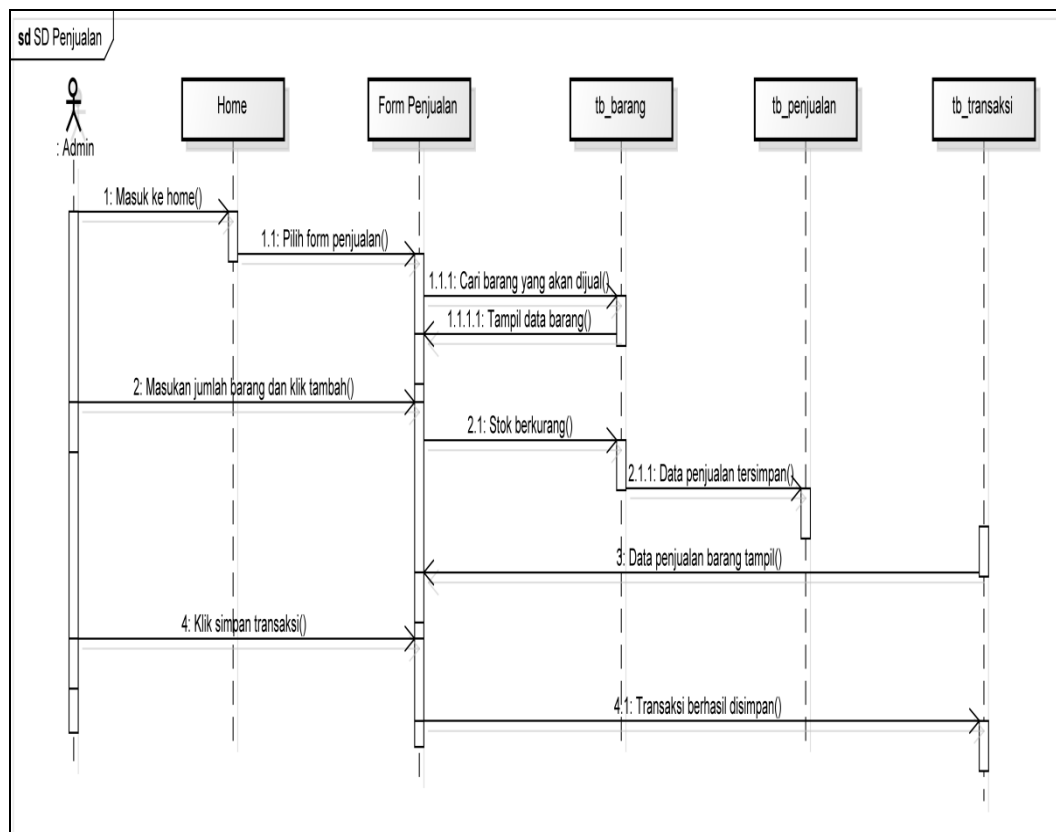 sd SD Penjualan
Home
Form Penjualan
tb_barang
tb_penjualan
tb_transaksi
: Admin
1: Masuk ke home()
1.1: Pilih form penjualan()
1.1.1: Cari barang yang akan dijual()
1.1.1.1: Tampil data barang()
2: Masukan jumlah barang dan klik tambah()
2.1: Stok berkurang()
2.1.1: Data penjualan tersimpan()
3: Data penjualan barang tampil()
4: Klik simpan transaksi()
4.1: Transaksi berhasil disimpan()